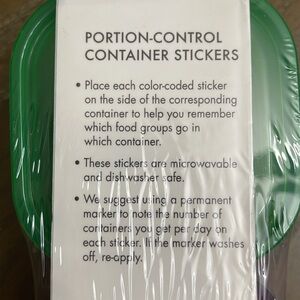 PORTION-CONTROL
CONTAINER STICKERS
• Place each color-coded sticker
on the side of the corresponding
container to help you remember
which food groups go in
which container.
• These stickers are microwavable
and dishwasher safe.
• We suggest using a permanent
marker to note the number of
containers you get per day on
each sticker. If the marker washes
off, re-apply.